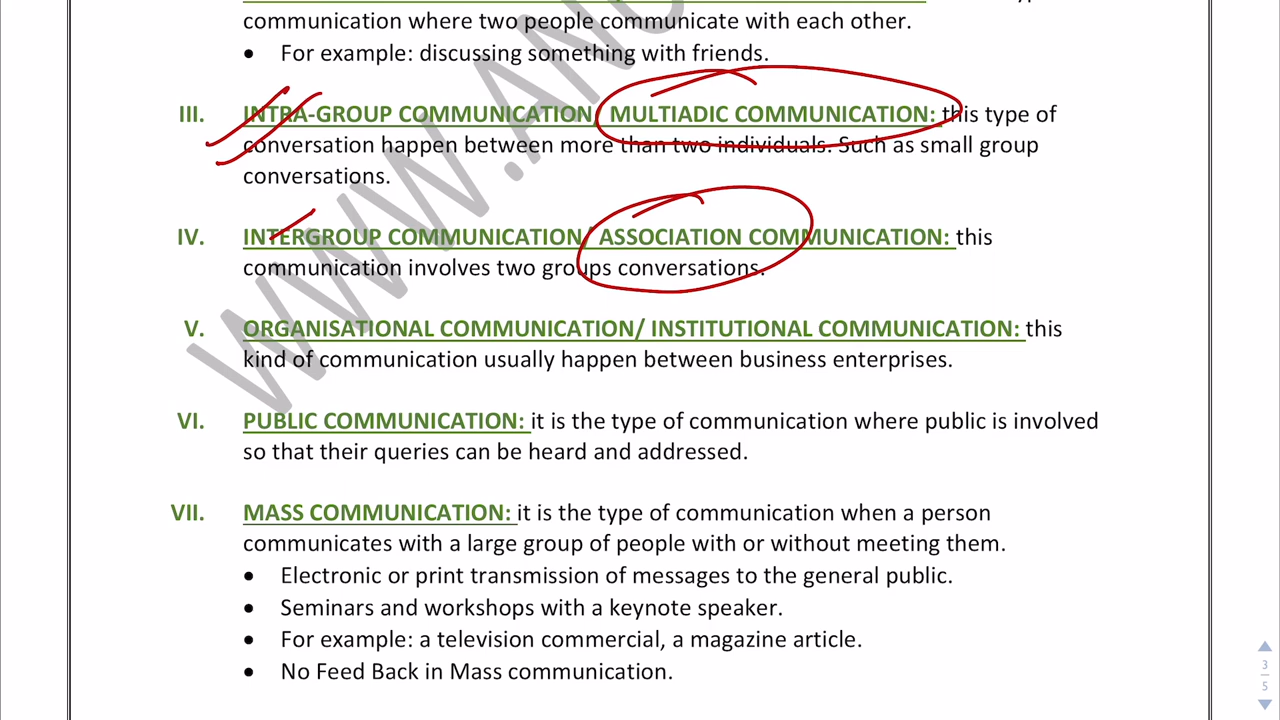 communication where two people communicate with each other.
• For example: discussing something with friends.
III. INTRA-GROUP COMMUNICATION/ MULTIADIC COMMUNICATION: this type of
conversation happen between more than two individuals. Such as small group
conversations.
IV. INTERGROUP COMMUNICATION/ ASSOCIATION COMMUNICATION: this
communication involves two groups conversations.
V. ORGANISATIONAL COMMUNICATION/ INSTITUTIONAL COMMUNICATION: this
kind of communication usually happen between business enterprises.
VI. PUBLIC COMMUNICATION: it is the type of communication where public is involved
so that their queries can be heard and addressed.
VII. MASS COMMUNICATION: it is the type of communication when a person
communicates with a large group of people with or without meeting them.
• Electronic or print transmission of messages to the general public.
• Seminars and workshops with a keynote speaker.
• For example: a television commercial, a magazine article.
• No Feed Back in Mass communication.
WWW.
3
5